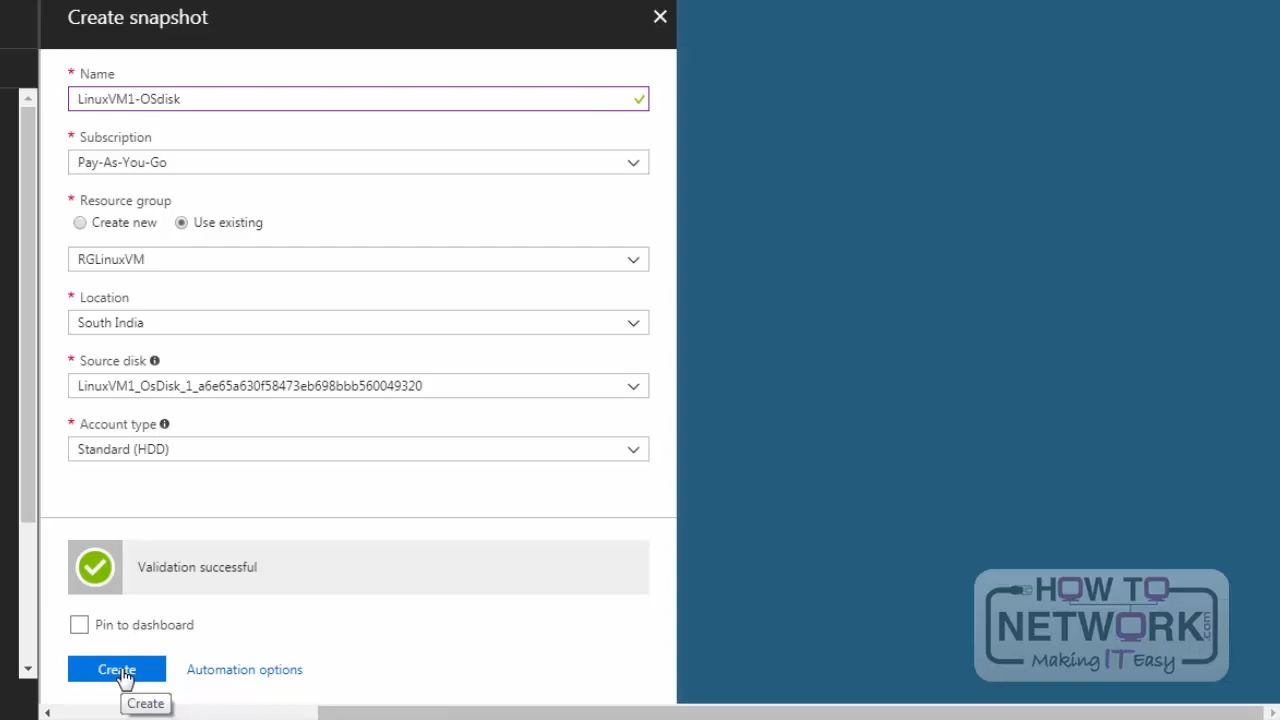 Create snapshot
* Name
LinuxVM1-OSdisk
* Subscription
Pay-As-You-Go
* Resource group
Create new Use existing
RGLinuxVM
* Location
South India
* Source disk
LinuxVM1_OsDisk_1_a6e65a630f58473eb698bbb560049320
* Account type
Standard (HDD)
Validation successful
Pin to dashboard
Create Automation options
Create
HOW TO
NETWORK.com
Making IT Easy